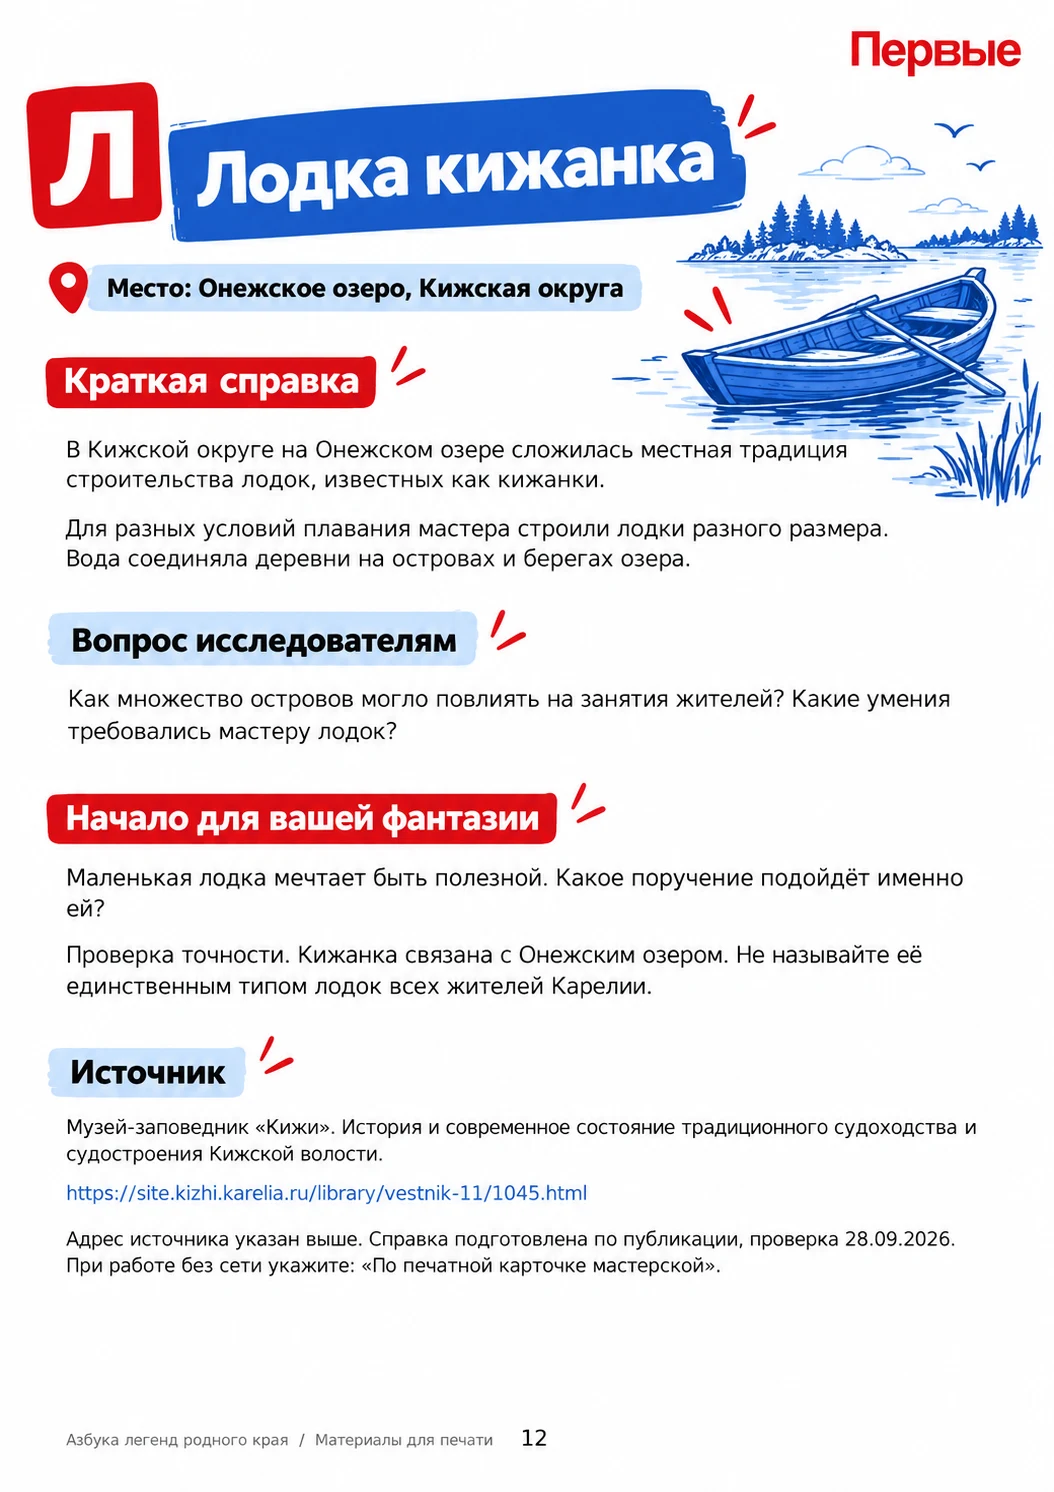 Первые
Л
Лодка кижанка
Место: Онежское озеро, Кижская округа
Краткая справка
В Кижской округе на Онежском озере сложилась местная традиция
строительства лодок, известных как кижанки.
Для разных условий плавания мастера строили лодки разного размера.
Вода соединяла деревни на островах и берегах озера.
Вопрос исследователям
Как множество островов могло повлиять на занятия жителей? Какие умения
требовались мастеру лодок?
Начало для вашей фантазии
Маленькая лодка мечтает быть полезной. Какое поручение подойдёт именно
ей?
Проверка точности. Кижанка связана с Онежским озером. Не называйте её
единственным типом лодок всех жителей Карелии.
Источник
Музей-заповедник «Кижи». История и современное состояние традиционного судоходства и
судостроения Кижской волости.
https://site.kizhi.karelia.ru/library/vestnik-11/1045.html
Адрес источника указан выше. Справка подготовлена по публикации, проверка 28.09.2026.
При работе без сети укажите: «По печатной карточке мастерской».
Азбука легенд родного края / Материалы для печати 12